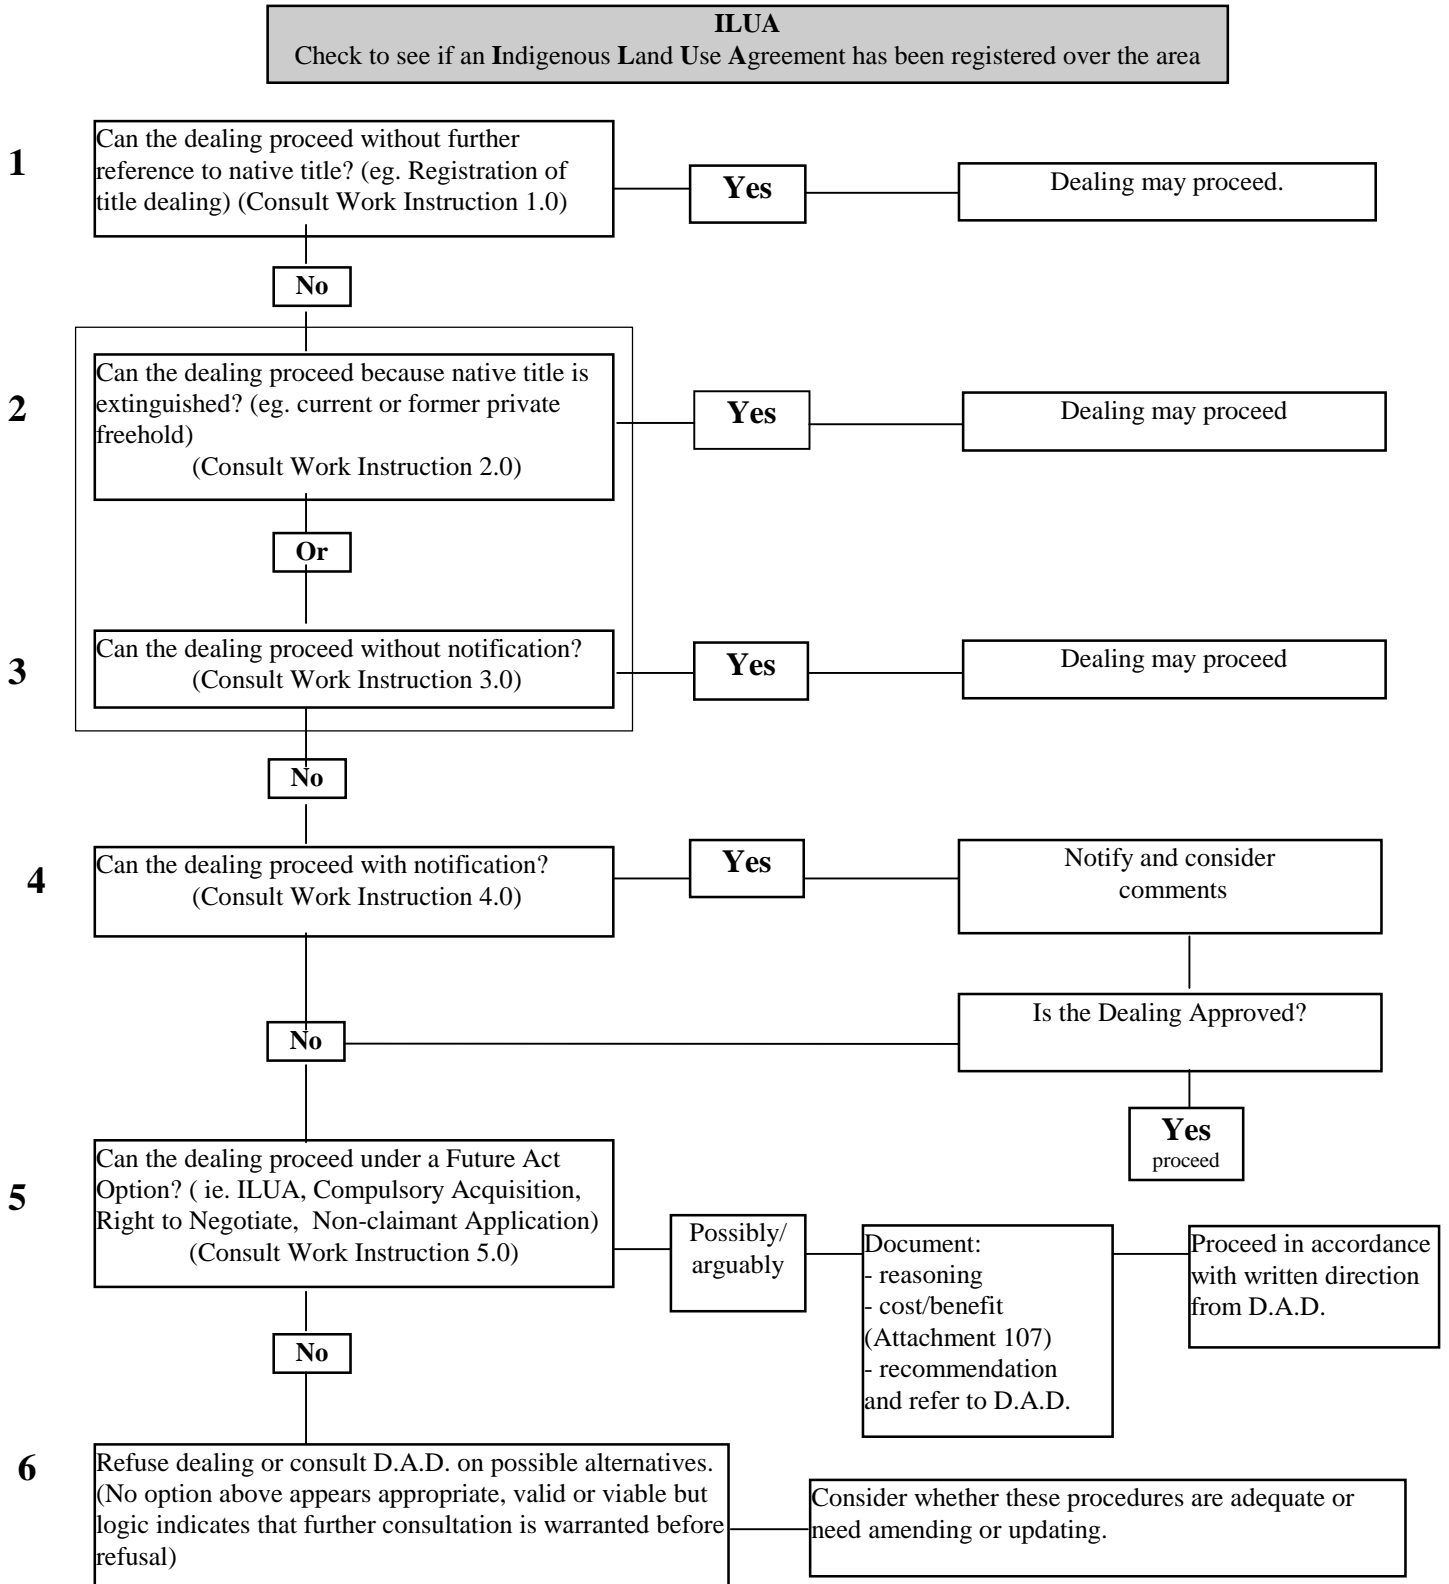 ILUA
Check to see if an Indigenous Land Use Agreement has been registered over the area
1
Can the dealing proceed without further
reference to native title? (eg. Registration of
title dealing) (Consult Work Instruction 1.0)
Yes
Dealing may proceed.
No
2
Can the dealing proceed because native title is
extinguished? (eg. current or former private
freehold)
(Consult Work Instruction 2.0)
Yes
Dealing may proceed
Or
3
Can the dealing proceed without notification?
(Consult Work Instruction 3.0)
Yes
Dealing may proceed
No
4
Can the dealing proceed with notification?
(Consult Work Instruction 4.0)
Yes
Notify and consider
comments
Is the Dealing Approved?
No
Yes
proceed
5
Can the dealing proceed under a Future Act
Option? ( ie. ILUA, Compulsory Acquisition,
Right to Negotiate, Non-claimant Application)
(Consult Work Instruction 5.0)
Possibly/
arguably
Document:
- reasoning
- cost/benefit
(Attachment 107)
- recommendation
and refer to D.A.D.
Proceed in accordance
with written direction
from D.A.D.
No
6
Refuse dealing or consult D.A.D. on possible alternatives.
(No option above appears appropriate, valid or viable but
logic indicates that further consultation is warranted before
refusal)
Consider whether these procedures are adequate or
need amending or updating.